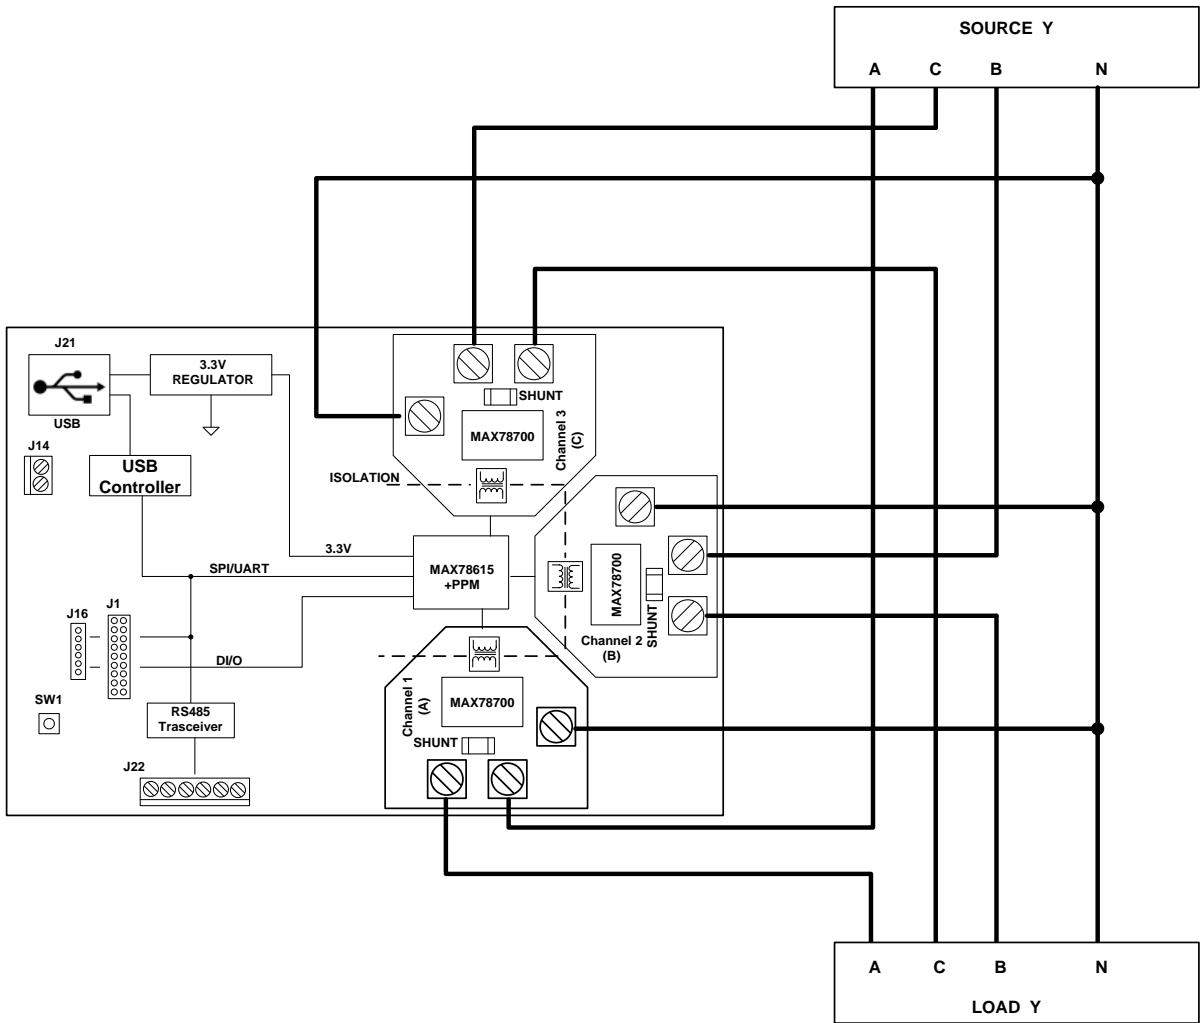 SOURCE Y
A C B N
J21
USB
3.3V
REGULATOR
J14
USB
Controller
SHUNT
MAX78700
Channel 3
(C)
ISOLATION
3.3V
SPI/UART
MAX78615
+PPM
MAX78700
SHUNT
Channel 2
(B)
J16
J1
DI/O
SW1
RS485
Trasceiver
J22
Channel 1
(A)
MAX78700
SHUNT
A C B N
LOAD Y